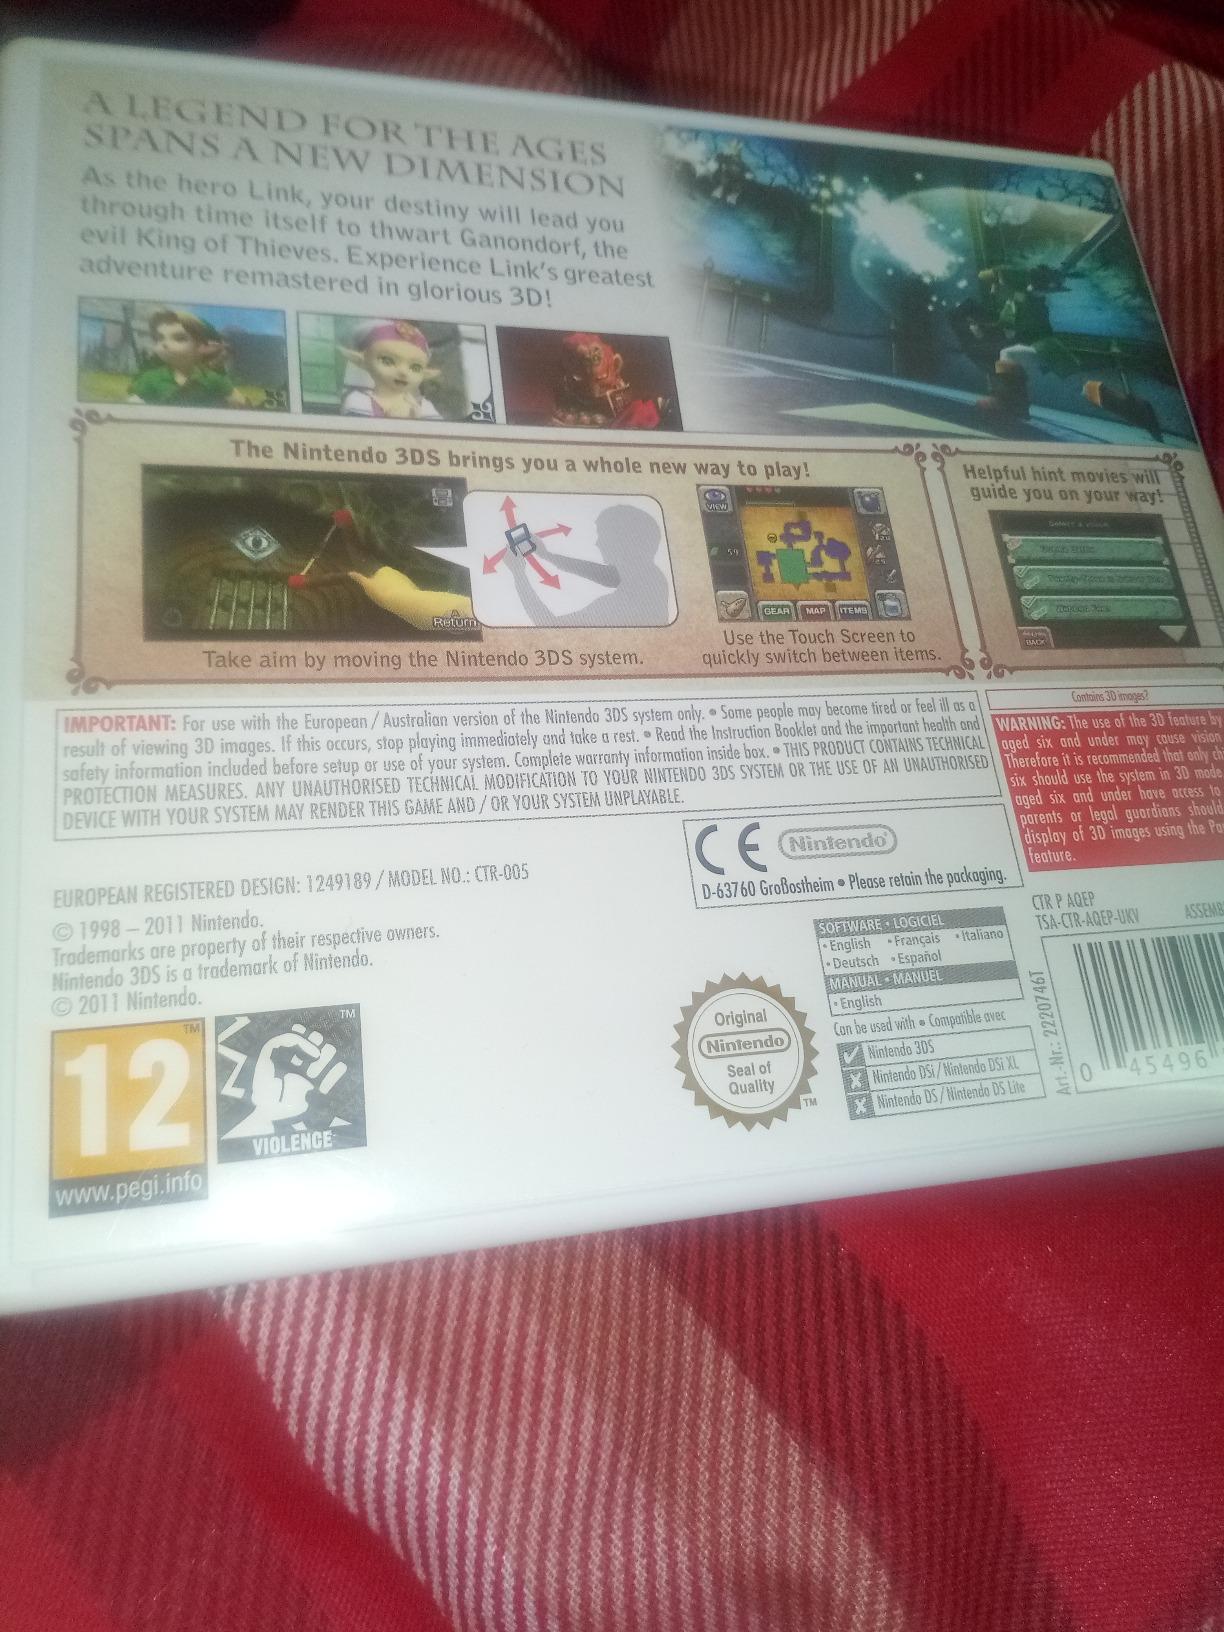 A LEGEND FOR THE AGES
SPANS A NEW DIMENSION
As the hero Link, your destiny will lead you
through time itself to thwart Ganondorf, the
evil King of Thieves. Experience Link's greatest
adventure remastered in glorious 3D!
The Nintendo 3DS brings you a whole new way to play!
A
Return
Take aim by moving the Nintendo 3DS system.
VIEW
59
GEAR
MAP
ITEMS
Use the Touch Screen to
quickly switch between items.
Helpful hint movies will
guide you on your way!
BACK
IMPORTANT: For use with the European / Australian version of the Nintendo 3DS system only. • Some people may become tired or feel ill as a
result of viewing 3D images. If this occurs, stop playing immediately and take a rest. • Read the Instruction Booklet and the important health and
safety information included before setup or use of your system. Complete warranty information inside box. • THIS PRODUCT CONTAINS TECHNICAL
PROTECTION MEASURES. ANY UNAUTHORISED TECHNICAL MODIFICATION TO YOUR NINTENDO 3DS SYSTEM OR THE USE OF AN UNAUTHORISED
DEVICE WITH YOUR SYSTEM MAY RENDER THIS GAME AND / OR YOUR SYSTEM UNPLAYABLE.
Contains 3D images?
WARNING: The use of the 3D feature by
aged six and under may cause vision
Therefore it is recommended that only ch
six should use the system in 3D mode
aged six and under have access to
parents or legal guardians should
display of 3D images using the Pa
feature.
EUROPEAN REGISTERED DESIGN: 1249189 / MODEL NO.: CTR-005
© 1998 – 2011 Nintendo.
Trademarks are property of their respective owners.
Nintendo 3DS is a trademark of Nintendo.
© 2011 Nintendo.
CE Nintendo
D-63760 Großostheim • Please retain the packaging.
CTR P AQEP
TSA-CTR-AQEP-UKV ASSEMB
SOFTWARE • LOGICIEL
• English • Français • Italiano
• Deutsch • Español
MANUAL • MANUEL
• English
Can be used with • Compatible avec
Nintendo 3DS
Nintendo DSi / Nintendo DSi XL
Nintendo DS / Nintendo DS Lite
Art.-Nr.: 2220746T
0 45496
Original
Nintendo
Seal of
Quality
TM
12
TM
www.pegi.info
TM
VIOLENCE